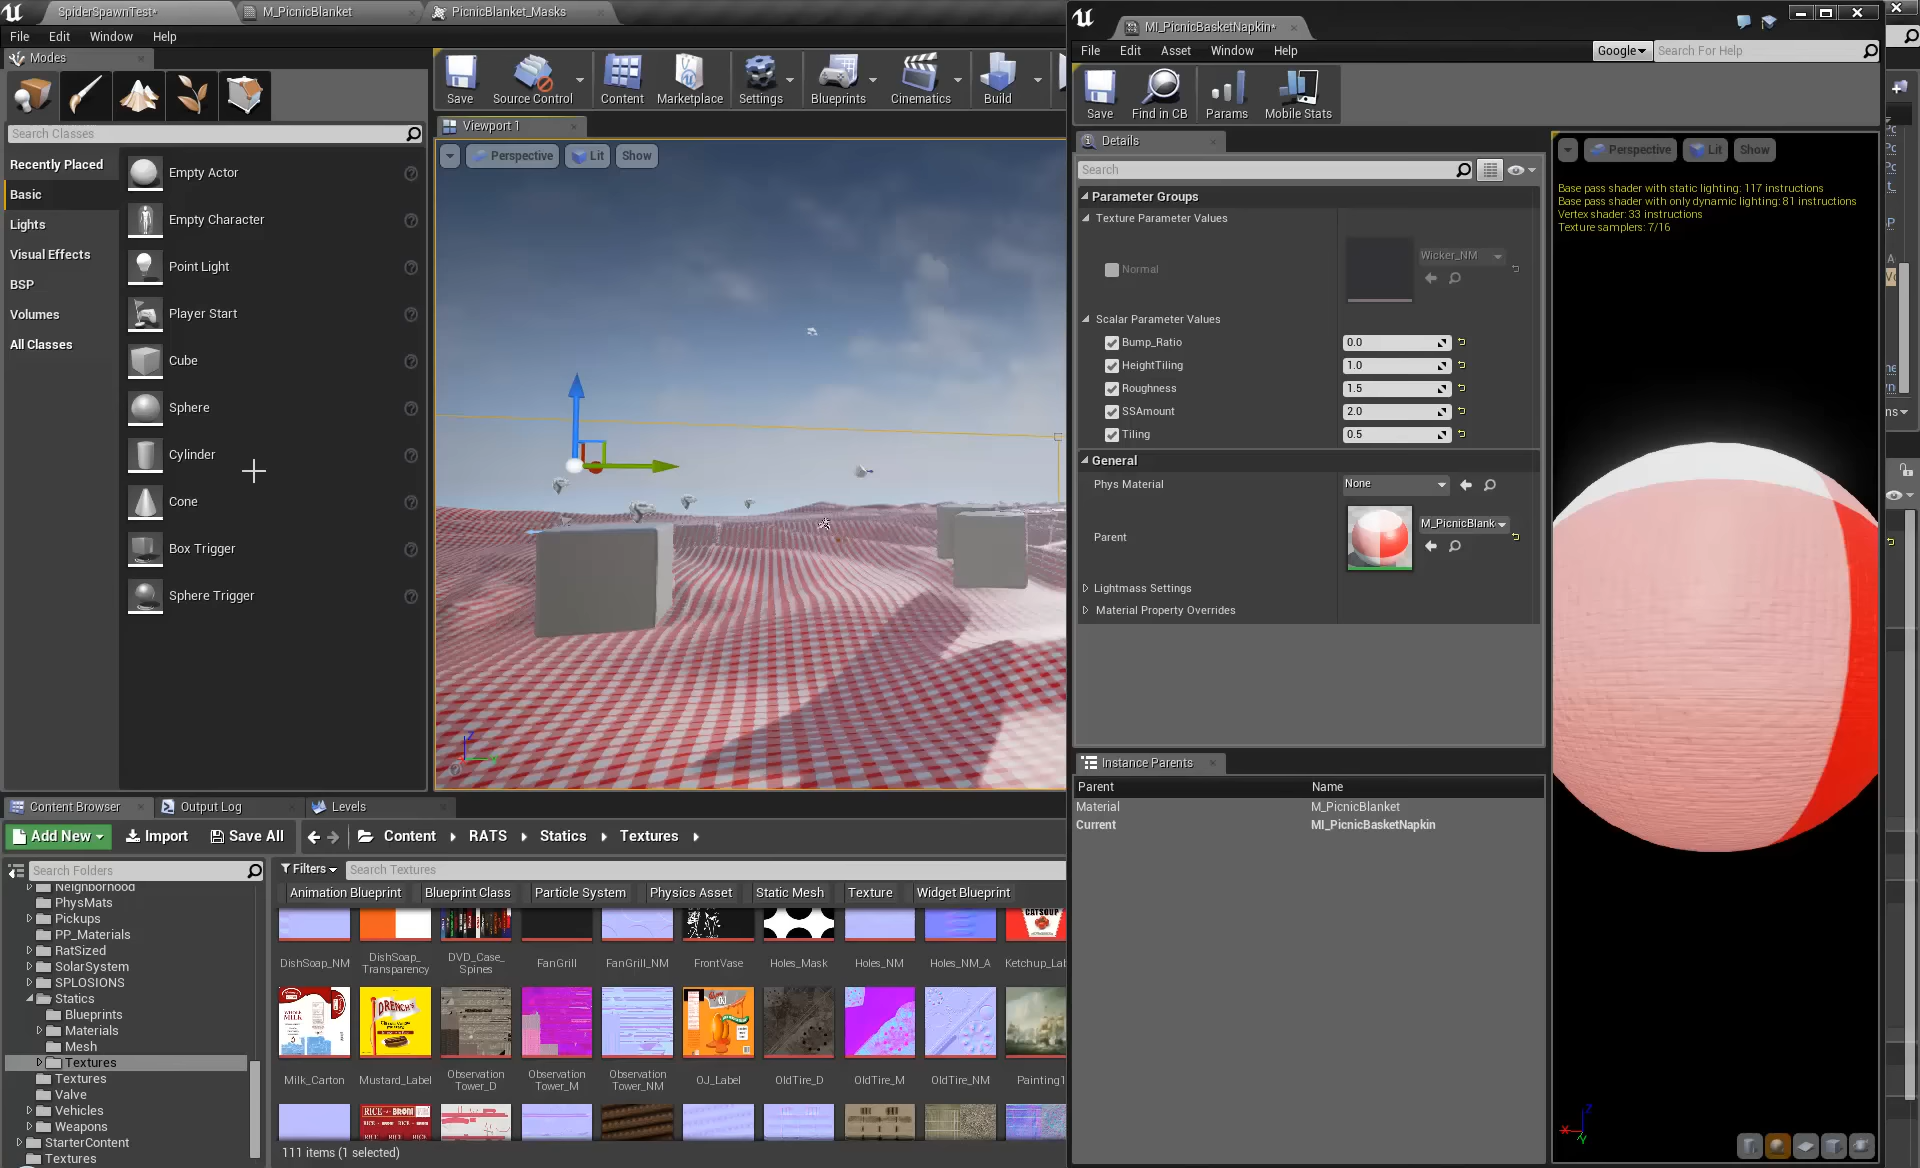 SpiderSpawnTest*
M_PicnicBlanket
PicnicBlanket_Masks
File Edit Window Help
Modes
Search Classes
Recently Placed
Basic
Lights
Visual Effects
BSP
Volumes
All Classes
Empty Actor
Empty Character
Point Light
Player Start
Cube
Sphere
Cylinder
Cone
Box Trigger
Sphere Trigger
Save
Source Control
Content
Marketplace
Settings
Blueprints
Cinematics
Build
Viewport 1
Perspective Lit Show
MI_PicnicBasketNapkin*
File Edit Asset Window Help
Google
Search For Help
Save
Find in CB
Params
Mobile Stats
Details
Search
Parameter Groups
Texture Parameter Values
Normal
Wicker_NM
Scalar Parameter Values
Bump_Ratio 0.0
HeightTiling 1.0
Roughness 1.5
SSAmount 2.0
Tiling 0.5
General
Phys Material None
Parent M_PicnicBlank
Lightmass Settings
Material Property Overrides
Perspective Lit Show
Base pass shader with static lighting: 117 instructions
Base pass shader with only dynamic lighting: 81 instructions
Vertex shader: 33 instructions
Texture samplers: 7/16
Instance Parents
Parent Name
Material M_PicnicBlanket
Current MI_PicnicBasketNapkin
Content Browser
Output Log
Levels
Add New Import Save All
Content RATS Statics Textures
Search Folders
Neighborhood
PhysMats
Pickups
PP_Materials
RatSized
SolarSystem
SPLOSIONS
Statics
Blueprints
Materials
Mesh
Textures
Textures
Valve
Vehicles
Weapons
StarterContent
Textures
Filters
Search Textures
Animation Blueprint Blueprint Class Particle System Physics Asset Static Mesh Texture Widget Blueprint
CATSOUP
DishSoap_NM
DishSoap_
Transparency
DVD_Case_
Spines
FanGrill
FanGrill_NM
FrontVase
Holes_Mask
Holes_NM
Holes_NM_A
Ketchup_Lab
WHOLE
MILK
DRENCH'S
OJ
Milk_Carton
Mustard_Label
Observation
Tower_D
Observation
Tower_M
Observation
Tower_NM
OJ_Label
OldTire_D
OldTire_M
OldTire_NM
Painting1
111 items (1 selected)